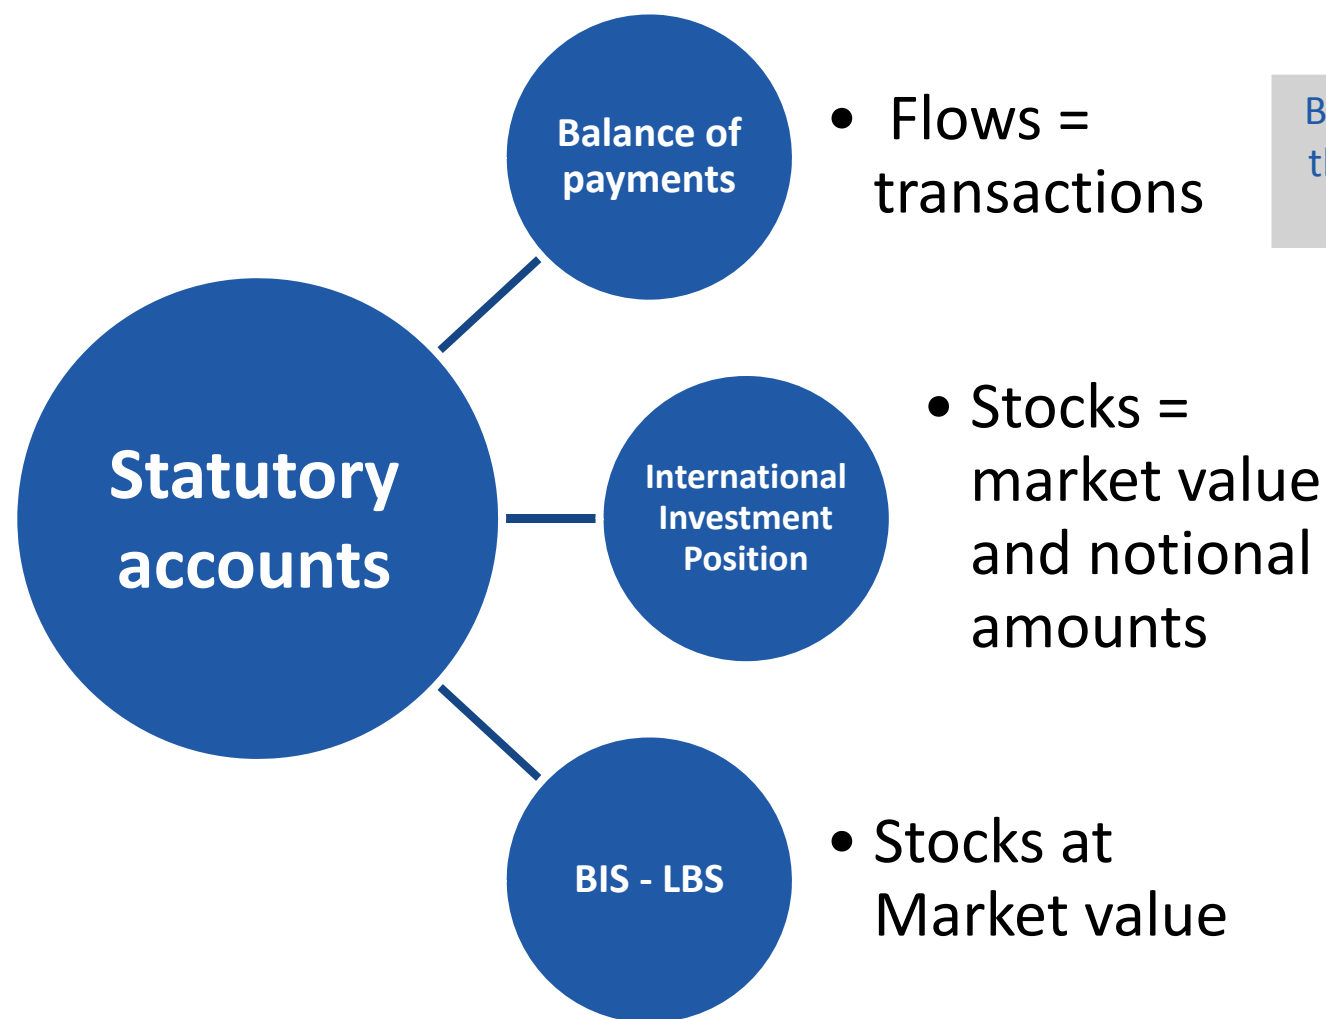 Balance of
payments
• Flows =
transactions
Statutory
accounts
International
Investment
Position
• Stocks =
market value
and notional
amounts
BIS - LBS
• Stocks at
Market value